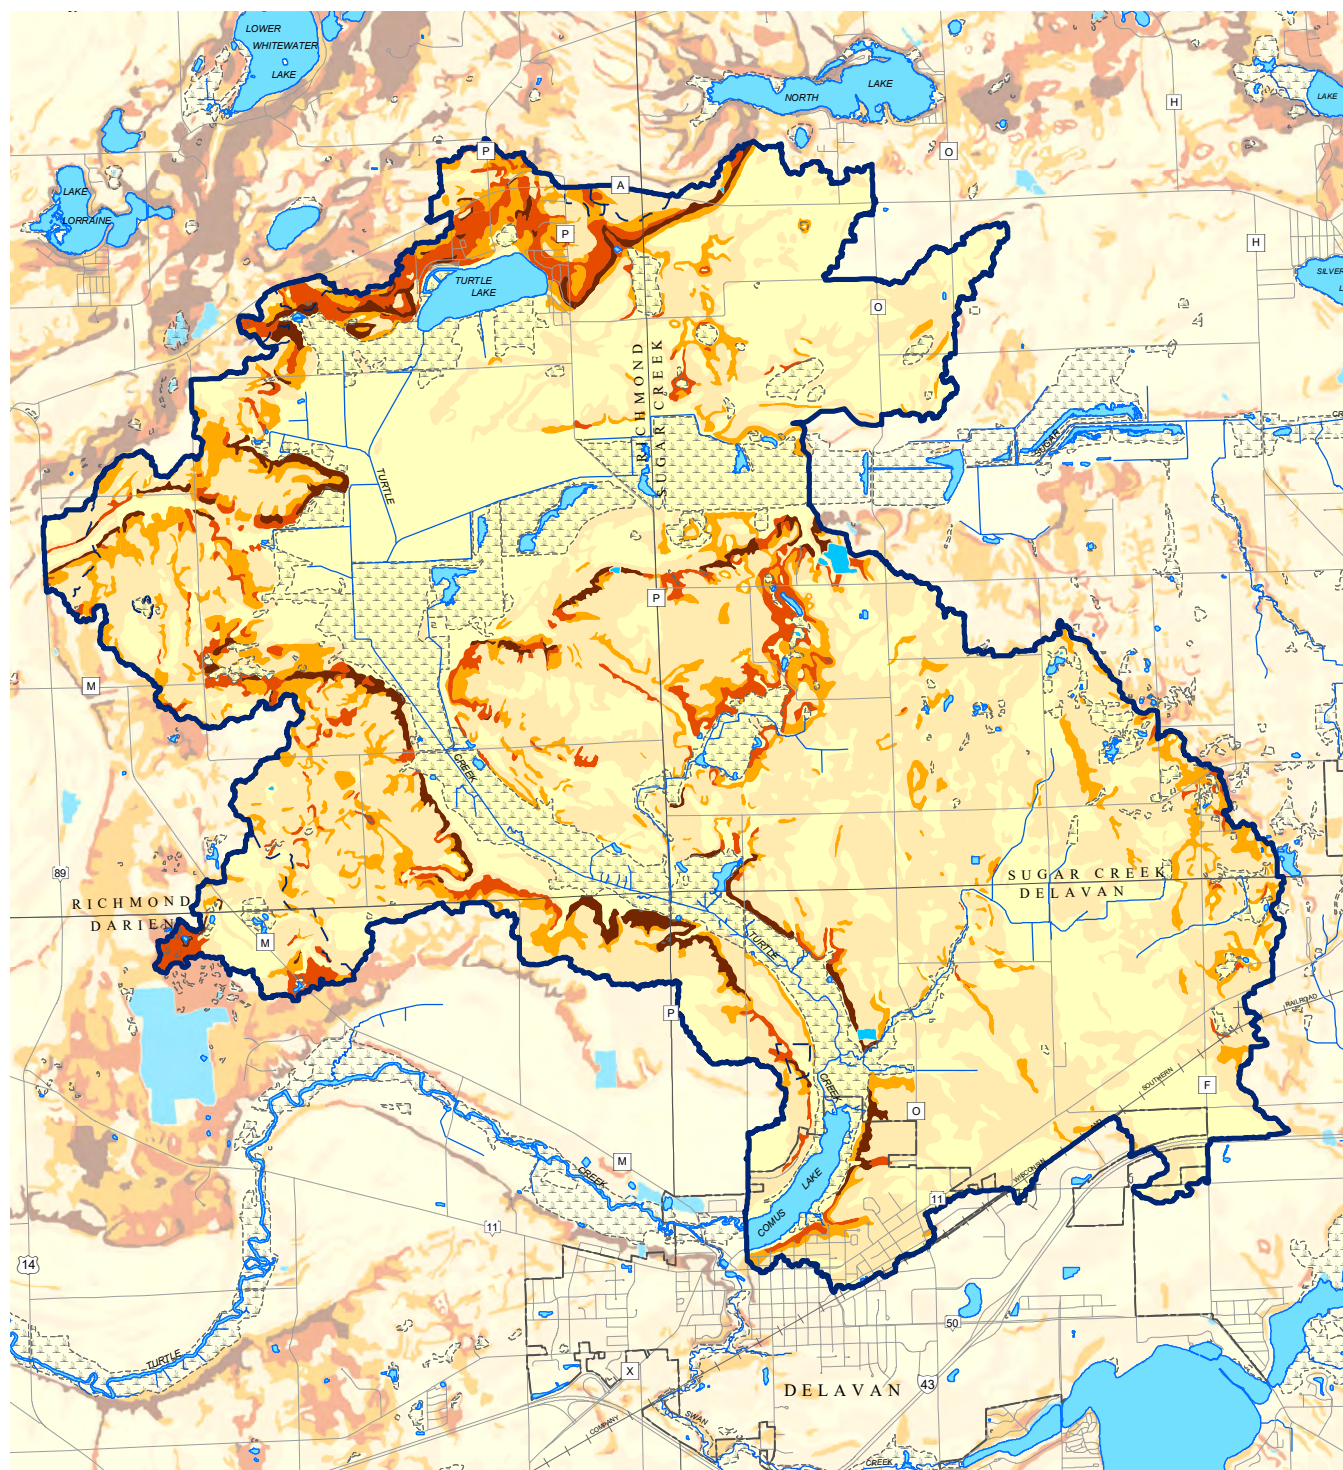 LOWER
WHITEWATER
LAKE
NORTH
LAKE
LAKE
H
P
O
A
LAKE
LORRAINE
P
H
TURTLE
LAKE
SILVER
O
RICHMOND
SUGAR CREEK
SUGAR
TURTLE
P
M
CREEK
89
SUGAR CREEK
DELAVAN
RICHMOND
DARIEN
M
TURTLE
RAILROAD
P
SOUTHERN
F
CREEK
O
M
CREEK
WISCONSIN
LAKE
COMUS
11
11
14
50
TURTLE
X
43
DELAVAN
SWAN
COMPANY
CREEK